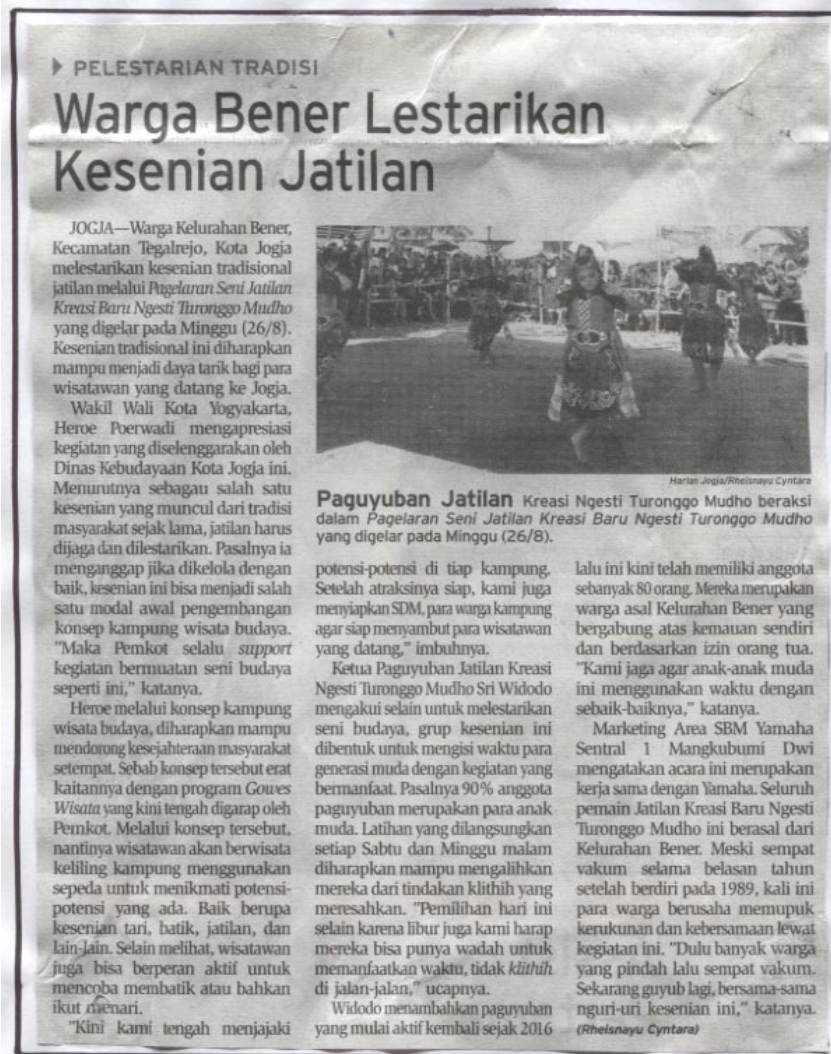 PELESTARIAN TRADISI
Warga Bener Lestarikan
Kesenian Jatilan
JOGJA—Warga Kelurahan Bener,
Kecamatan Tegalrejo, Kota Jogja
melestarikan kesenian tradisional
jatilan melalui Pagelaran Seni Jatilan
Kreasi Baru Ngesti Turonggo Mudho
yang digelar pada Minggu (26/8).
Kesenian tradisional ini diharapkan
mampu menjadi daya tarik bagi para
wisatawan yang datang ke Jogja.
Wakil Wali Kota Yogyakarta,
Heroe Poerwadi mengapresiasi
kegiatan yang diselenggarakan oleh
Dinas Kebudayaan Kota Jogja ini.
Menurutnya sebagau salah satu
kesenian yang muncul dari tradisi
masyarakat sejak lama, jatilan harus
dijaga dan dilestarikan. Pasalnya ia
menganggap jika dikelola dengan
baik, kesenian ini bisa menjadi salah
satu modal awal pengembangan
konsep kampung wisata budaya.
"Maka Pemkot selalu support
kegiatan bermuatan seni budaya
seperti ini," katanya.
Heroe melalui konsep kampung
wisata budaya, diharapkan mampu
mendorong kesejahteraan masyarakat
setempat. Sebab konsep tersebut erat
kaitannya dengan program Gowes
Wisata yang kini tengah digarap oleh
Pemkot. Melalui konsep tersebut,
nantinya wisatawan akan berwisata
keliling kampung menggunakan
sepeda untuk menikmati potensi-
potensi yang ada. Baik berupa
kesenian tari, batik, jatilan, dan
lain-lain. Selain melihat, wisatawan
juga bisa berperan aktif untuk
mencoba membatik atau bahkan
ikut menari.
"Kini kami tengah menjajaki
Harian Jogja/Rheisnayu Cyntara
Paguyuban Jatilan Kreasi Ngesti Turonggo Mudho beraksi
dalam Pagelaran Seni Jatilan Kreasi Baru Ngesti Turonggo Mudho
yang digelar pada Minggu (26/8).
potensi-potensi di tiap kampung.
Setelah atraksinya siap, kami juga
menyiapkan SDM, para warga kampung
agar siap menyambut para wisatawan
yang datang," imbuhnya.
Ketua Paguyuban Jatilan Kreasi
Ngesti Turonggo Mudho Sri Widodo
mengakui selain untuk melestarikan
seni budaya, grup kesenian ini
dibentuk untuk mengisi waktu para
generasi muda dengan kegiatan yang
bermanfaat. Pasalnya 90% anggota
paguyuban merupakan para anak
muda. Latihan yang dilangsungkan
setiap Sabtu dan Minggu malam
diharapkan mampu mengalihkan
mereka dari tindakan klithih yang
meresahkan. "Pemilihan hari ini
selain karena libur juga kami harap
mereka bisa punya wadah untuk
memanfaatkan waktu, tidak klithih
di jalan-jalan," ucapnya.
Widodo menambahkan paguyuban
yang mulai aktif kembali sejak 2016
lalu ini kini telah memiliki anggota
sebanyak 80 orang. Mereka merupakan
warga asal Kelurahan Bener yang
bergabung atas kemauan sendiri
dan berdasarkan izin orang tua.
"Kami jaga agar anak-anak muda
ini menggunakan waktu dengan
sebaik-baiknya," katanya.
Marketing Area SBM Yamaha
Sentral 1 Mangkubumi Dwi
mengatakan acara ini merupakan
kerja sama dengan Yamaha. Seluruh
pemain Jatilan Kreasi Baru Ngesti
Turonggo Mudho ini berasal dari
Kelurahan Bener. Meski sempat
vakum selama belasan tahun
setelah berdiri pada 1989, kali ini
para warga berusaha memupuk
kerukunan dan kebersamaan lewat
kegiatan ini. "Dulu banyak warga
yang pindah lalu sempat vakum.
Sekarang guyub lagi, bersama-sama
nguri-uri kesenian ini," katanya.
(Rheisnayu Cyntara)